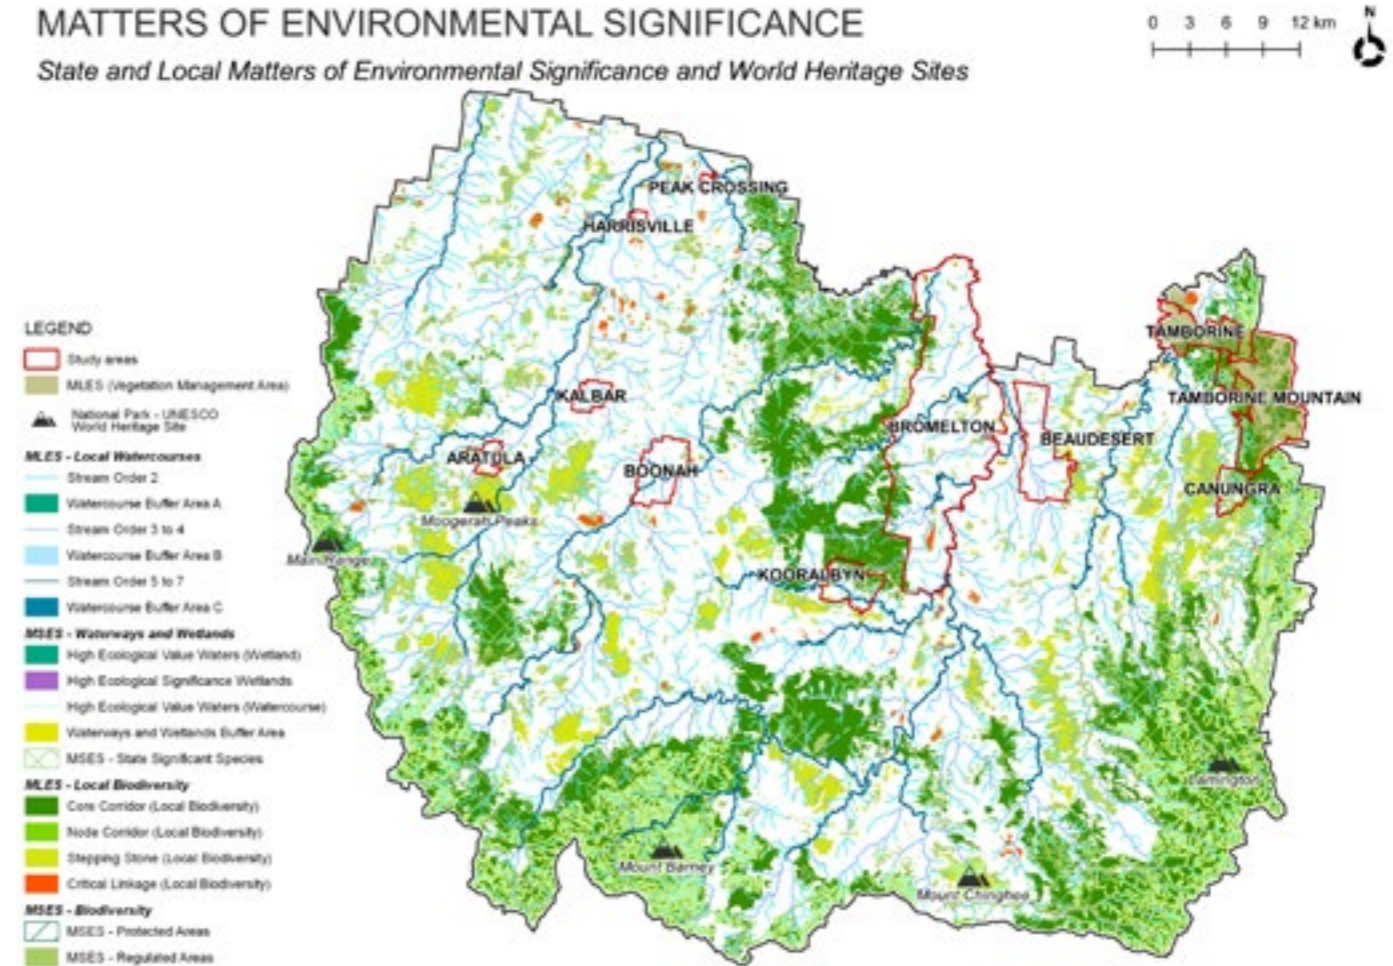 MATTERS OF ENVIRONMENTAL SIGNIFICANCE
State and Local Matters of Environmental Significance and World Heritage Sites
0 3 6 9 12 km
N
PEAK CROSSING
HARRISVILLE
TAMBORINE
KALBAR
TAMBORINE MOUNTAIN
BROMELTON
BEAUDESERT
ARATULA
BOONAH
CANUNGRA
Moogerah Peaks
Main Range
KOORALBYN
Lamington
Mount Barney
Mount Chinghee
LEGEND
Study areas
MLES (Vegetation Management Area)
National Park - UNESCO
World Heritage Site
MLES - Local Watercourses
Stream Order 2
Watercourse Buffer Area A
Stream Order 3 to 4
Watercourse Buffer Area B
Stream Order 5 to 7
Watercourse Buffer Area C
MSES - Waterways and Wetlands
High Ecological Value Waters (Wetland)
High Ecological Significance Wetlands
High Ecological Value Waters (Watercourse)
Waterways and Wetlands Buffer Area
MSES - State Significant Species
MLES - Local Biodiversity
Core Corridor (Local Biodiversity)
Node Corridor (Local Biodiversity)
Stepping Stone (Local Biodiversity)
Critical Linkage (Local Biodiversity)
MSES - Biodiversity
MSES - Protected Areas
MSES - Regulated Areas